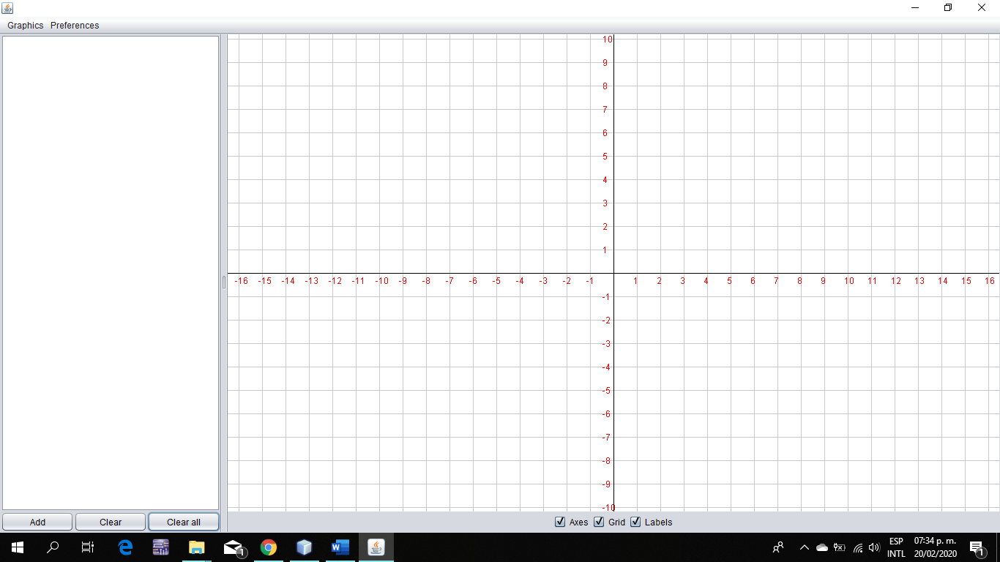 Graphics Preferences
10
9
8
7
6
5
4
3
2
1
-16 -15 -14 -13 -12 -11 -10 -9 -8 -7 -6 -5 -4 -3 -2 -1 1 2 3 4 5 6 7 8 9 10 11 12 13 14 15 16
-1
-2
-3
-4
-5
-6
-7
-8
-9
-10
Add Clear Clear all
Axes Grid Labels
1
W
ESP
INTL
07:34 p. m.
20/02/2020
1